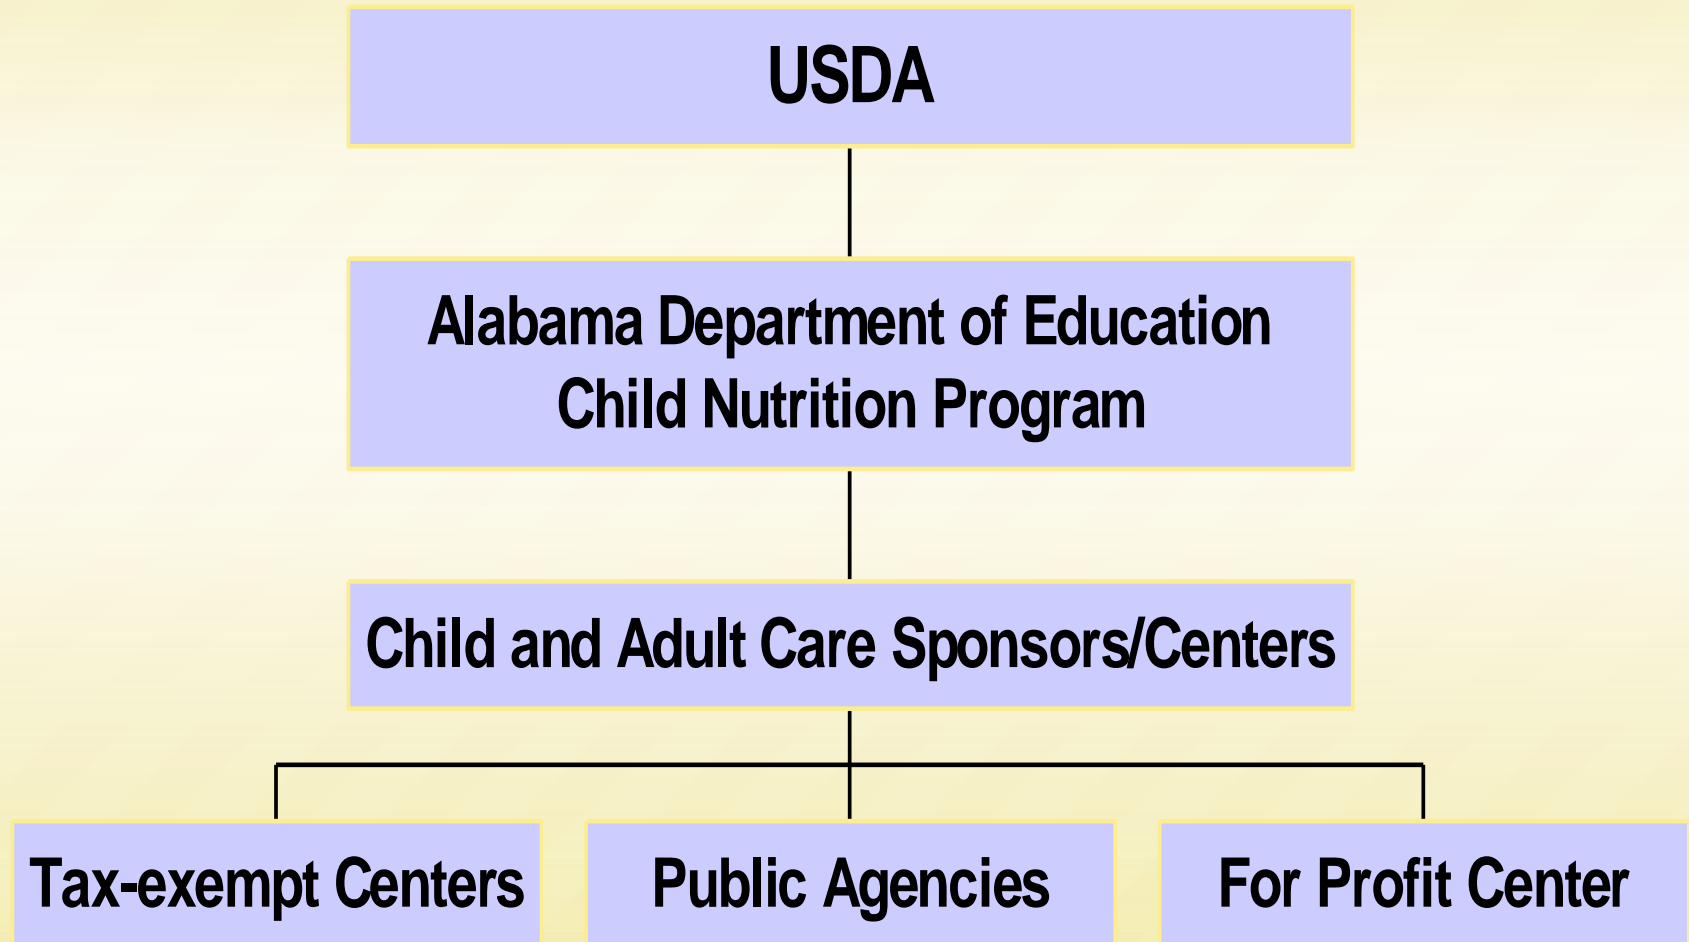 USDA
Alabama Department of Education
Child Nutrition Program
Child and Adult Care Sponsors/Centers
Tax-exempt Centers
Public Agencies
For Profit Center